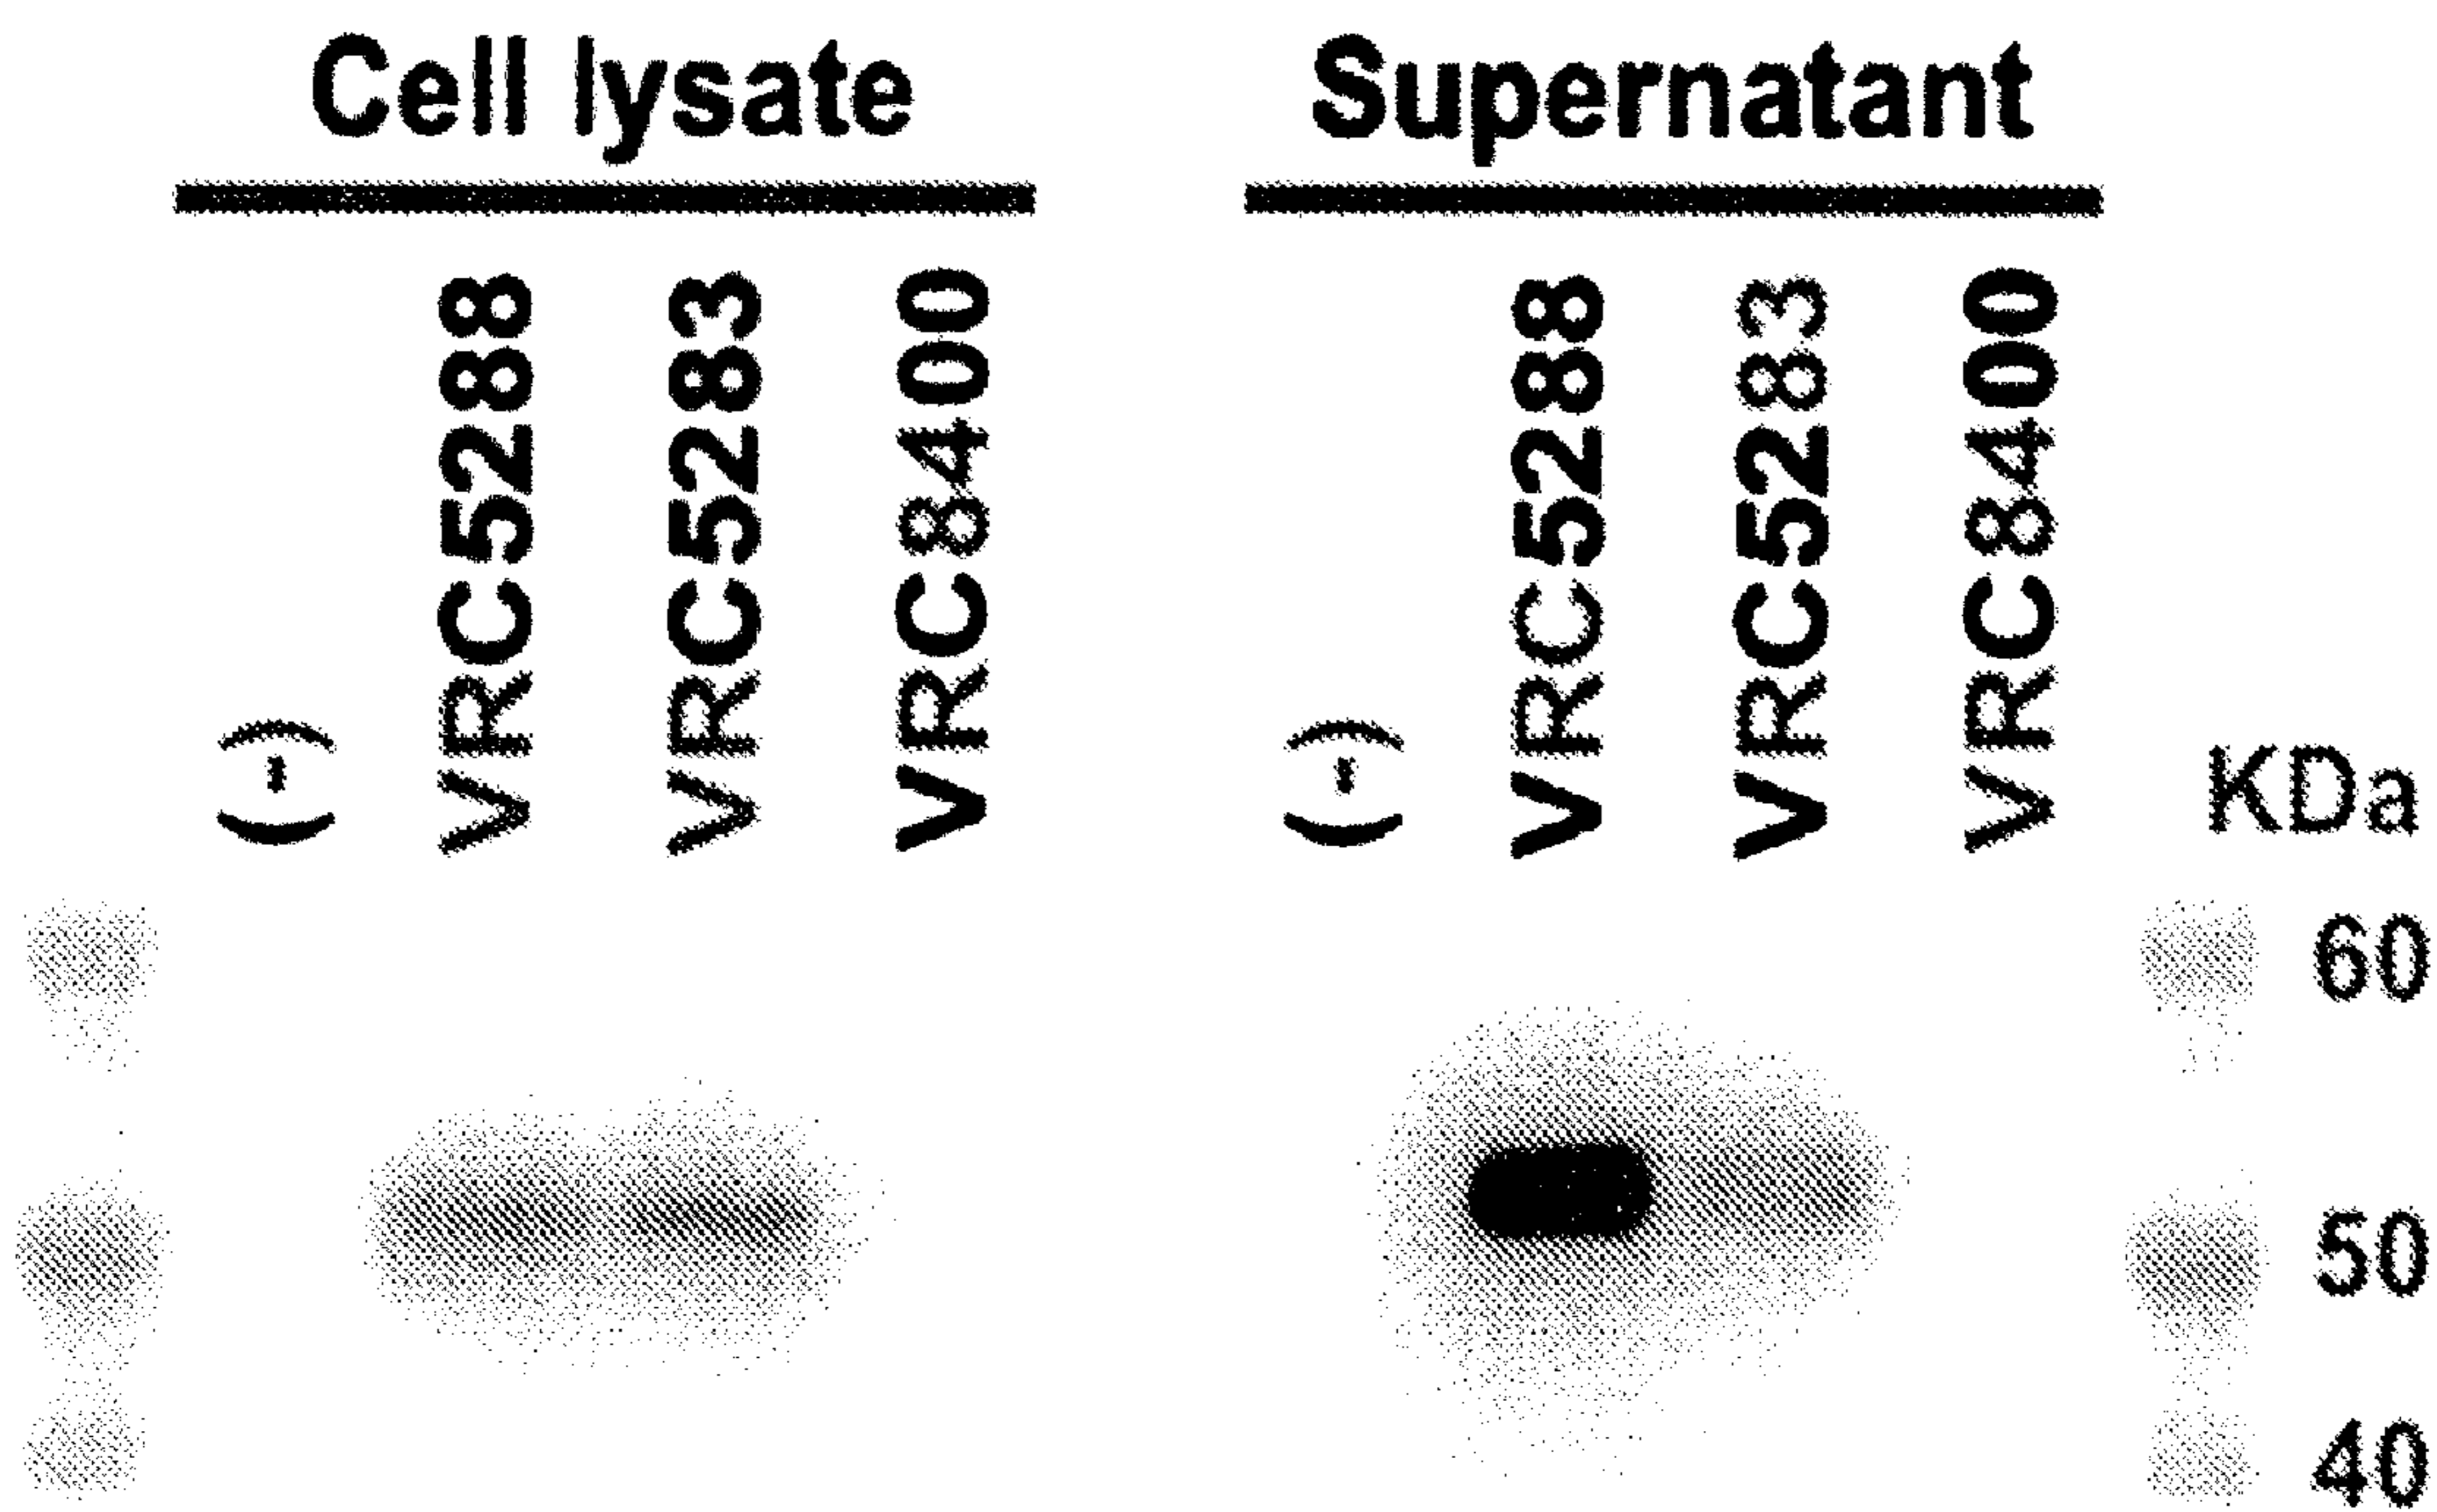 Cell lysate
Supernatant
(-)
VRC5288
VRC5283
VRC8400
(-)
VRC5288
VRC5283
VRC8400
KDa
60
50
40